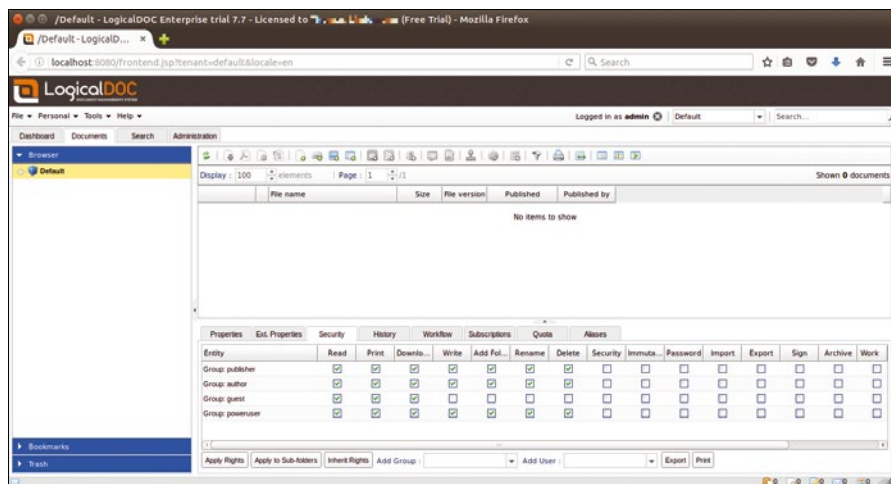 /Default - LogicalDOC Enterprise trial 7.7 - Licensed to (Free Trial) - Mozilla Firefox
/Default - LogicalD... ×
localhost:8080/frontend.jsp?tenant=default&locale=en Search
LogicalDOC
DOCUMENT MANAGEMENT SYSTEM
File Personal Tools Help Logged in as admin Default Search...
Dashboard Documents Search Administration
Browser
Default
Display : 100 elements Page : 1 /1 Shown 0 documents
File name Size File version Published Published by
No items to show
Properties Ext. Properties Security History Workflow Subscriptions Quota Aliases
Entity Read Print Downlo... Write Add Fol... Rename Delete Security Immuta... Password Import Export Sign Archive Work
Group: publisher
Group: author
Group: guest
Group: poweruser
Bookmarks
Trash
Apply Rights Apply to Sub-folders Inherit Rights Add Group : Add User : Export Print